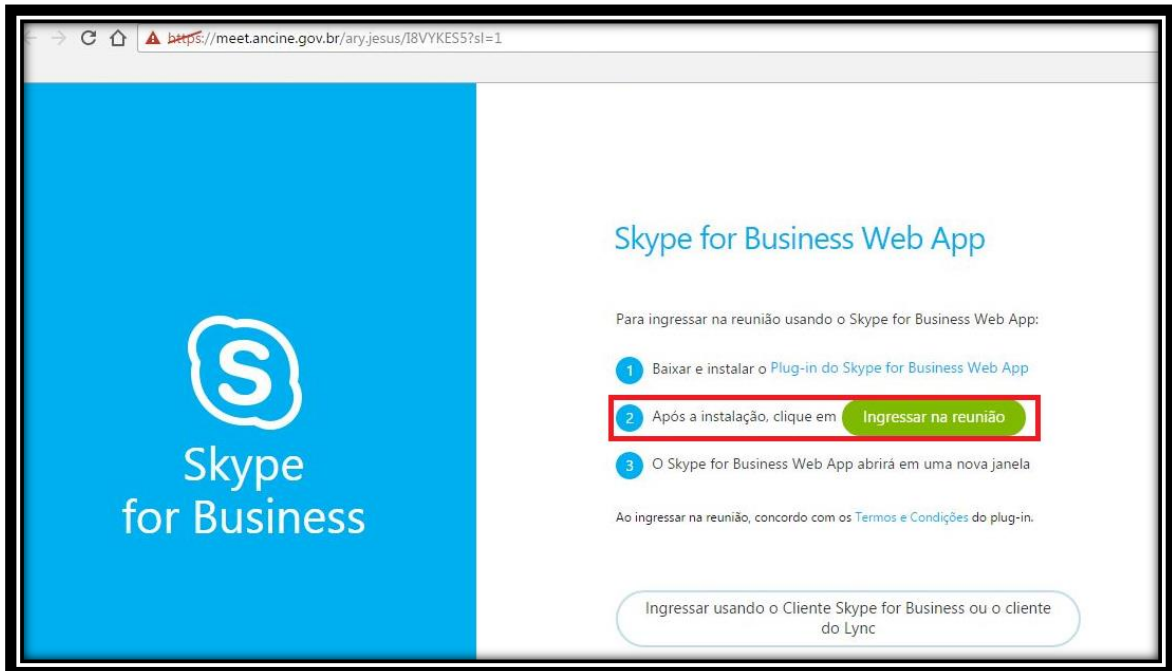 https://meet.ancine.gov.br/ary.jesus/I8VYKES5?sl=1
Skype for Business Web App
Para ingressar na reunião usando o Skype for Business Web App:
1 Baixar e instalar o Plug-in do Skype for Business Web App
2 Após a instalação, clique em Ingressar na reunião
3 O Skype for Business Web App abrirá em uma nova janela
Ao ingressar na reunião, concordo com os Termos e Condições do plug-in.
Ingressar usando o Cliente Skype for Business ou o cliente
do Lync
S
Skype
for Business